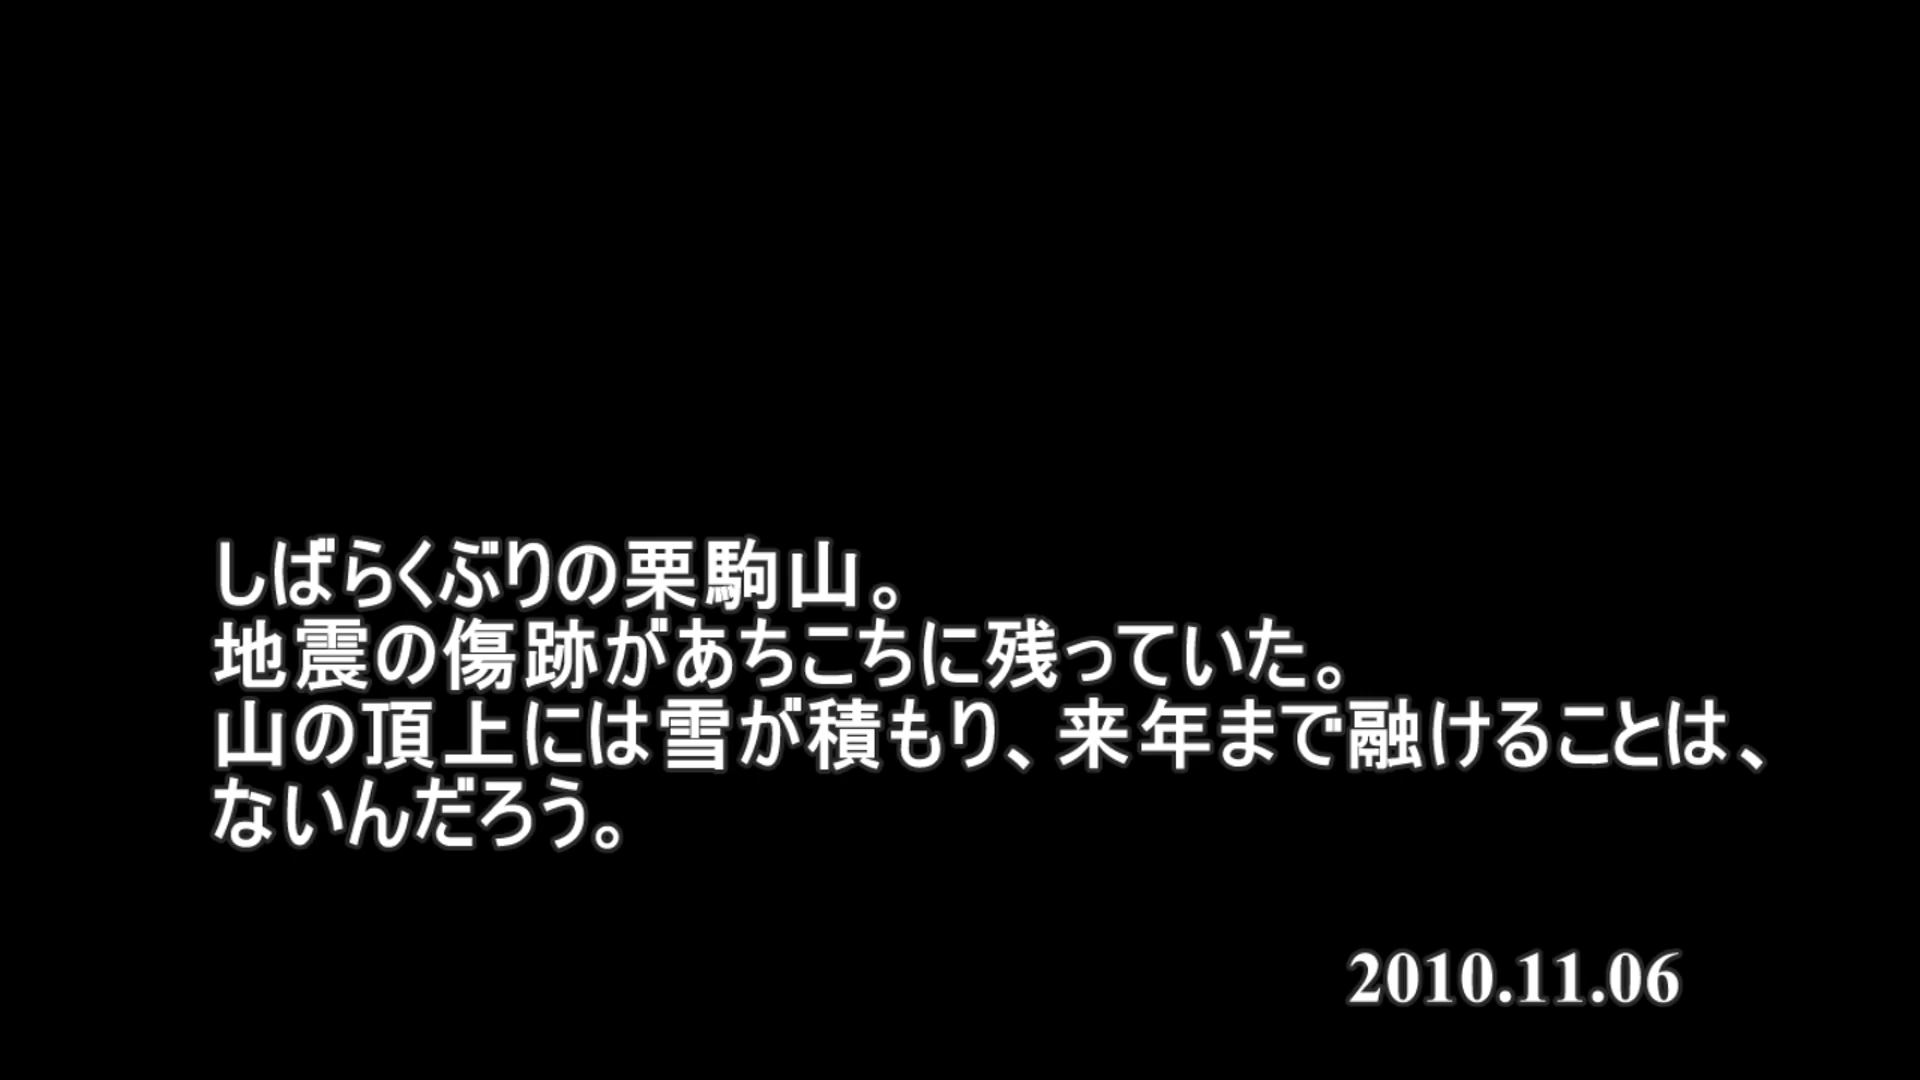 しばらくぶりの栗駒山。
地震の傷跡があちこちに残っていた。
山の頂上には雪が積もり、来年まで融けることは、
ないんだろう。
2010.11.06